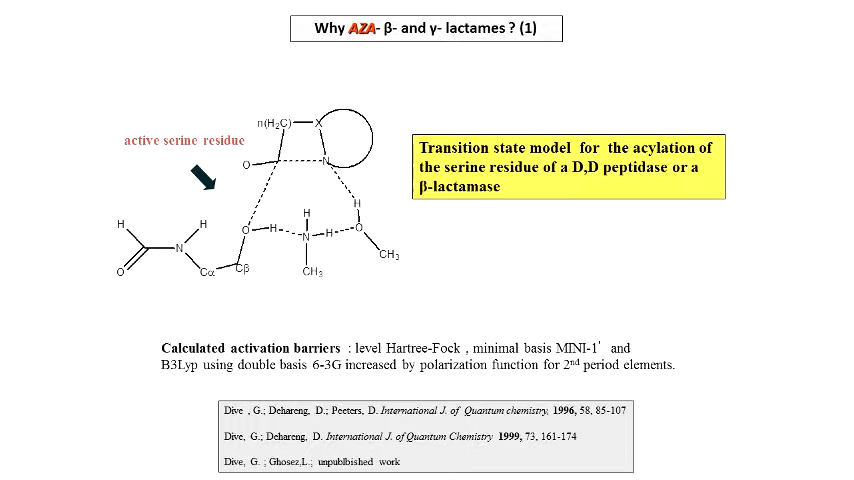 Why AZA- β- and γ- lactames ? (1)
n(H₂C)
X
active serine residue
O
N
Transition state model for the acylation of
the serine residue of a D,D peptidase or a
β-lactamase
H
H
H
H
O
H
N
H
O
N
CH₃
O
Cα
Cβ
CH₃
Calculated activation barriers : level Hartree-Fock , minimal basis MINI-1' and
B3Lyp using double basis 6-3G increased by polarization function for 2nd period elements.
Dive , G.; Dehareng, D.; Peeters, D. International J. of Quantum chemistry, 1996, 58, 85-107
Dive, G.; Dehareng, D. International J. of Quantum Chemistry 1999, 73, 161-174
Dive, G. ; Ghosez,L.; unpublbished work